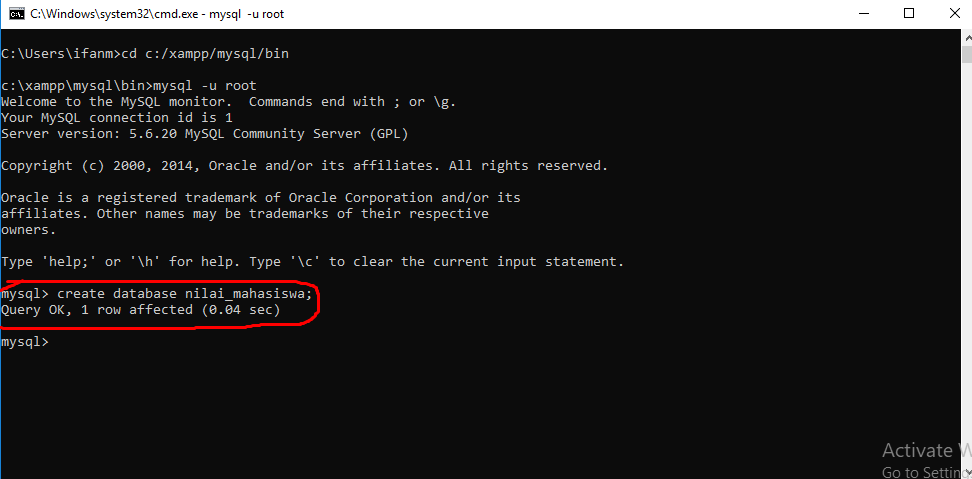 C:\Windows\system32\cmd.exe - mysql  -u root
C:\Users\ifanm>cd c:/xampp/mysql/bin
c:\xampp\mysql\bin>mysql -u root
Welcome to the MySQL monitor.  Commands end with ; or \g.
Your MySQL connection id is 1
Server version: 5.6.20 MySQL Community Server (GPL)
Copyright (c) 2000, 2014, Oracle and/or its affiliates. All rights reserved.
Oracle is a registered trademark of Oracle Corporation and/or its
affiliates. Other names may be trademarks of their respective
owners.
Type 'help;' or '\h' for help. Type '\c' to clear the current input statement.
mysql> create database nilai_mahasiswa;
Query OK, 1 row affected (0.04 sec)
mysql>
Activate W
Go to Setting